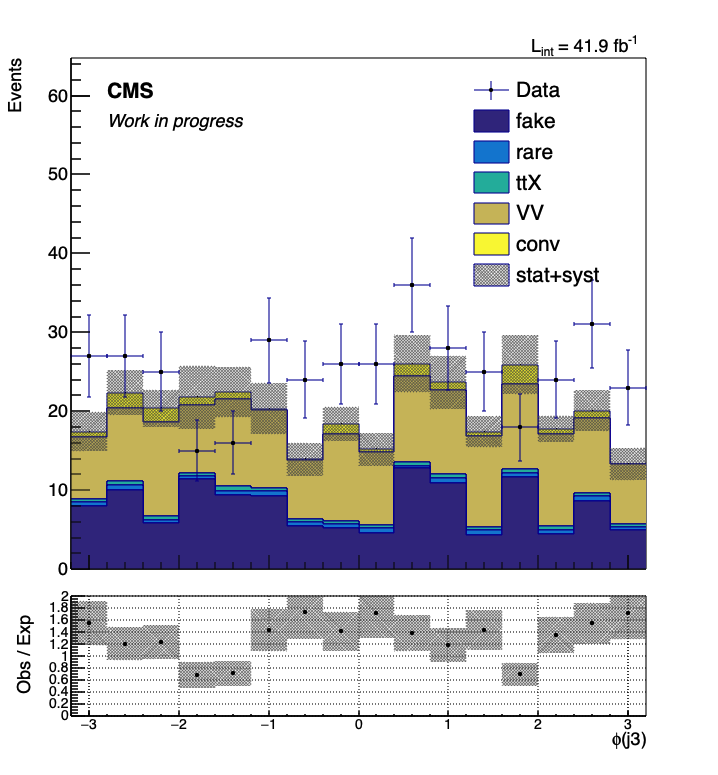 L_int = 41.9 fb⁻¹
Events
CMS
Work in progress
Data
fake
rare
ttX
VV
conv
stat+syst
60
50
40
30
20
10
0
Obs / Exp
2
1.8
1.6
1.4
1.2
1
0.8
0.6
0.4
0.2
0
−3 −2 −1 0 1 2 3
ϕ(j3)